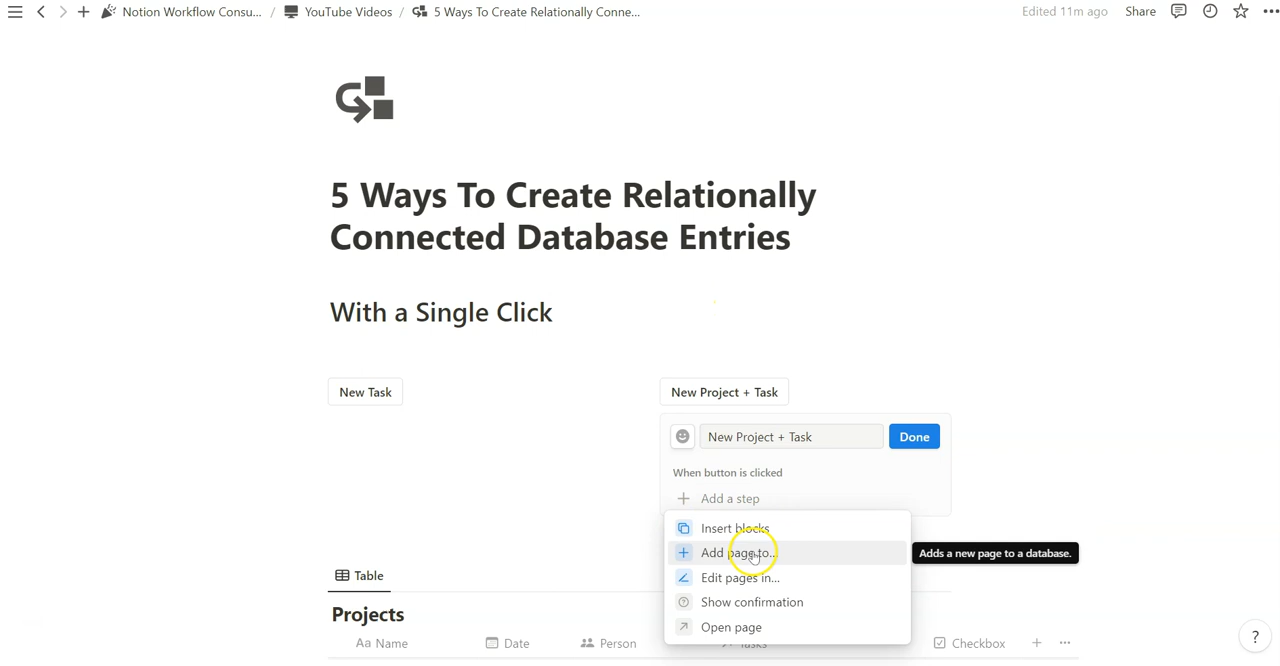 Notion Workflow Consu... / YouTube Videos / 5 Ways To Create Relationally Conne... Edited 11m ago Share
5 Ways To Create Relationally
Connected Database Entries
With a Single Click
New Task New Project + Task
New Project + Task Done
When button is clicked
Add a step
Insert blocks
Add page to... Adds a new page to a database.
Edit pages in...
Table
Show confirmation
Projects
Open page
Aa Name Date Person Tasks Checkbox
?